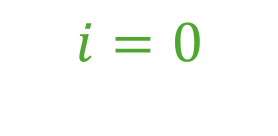 i = 0